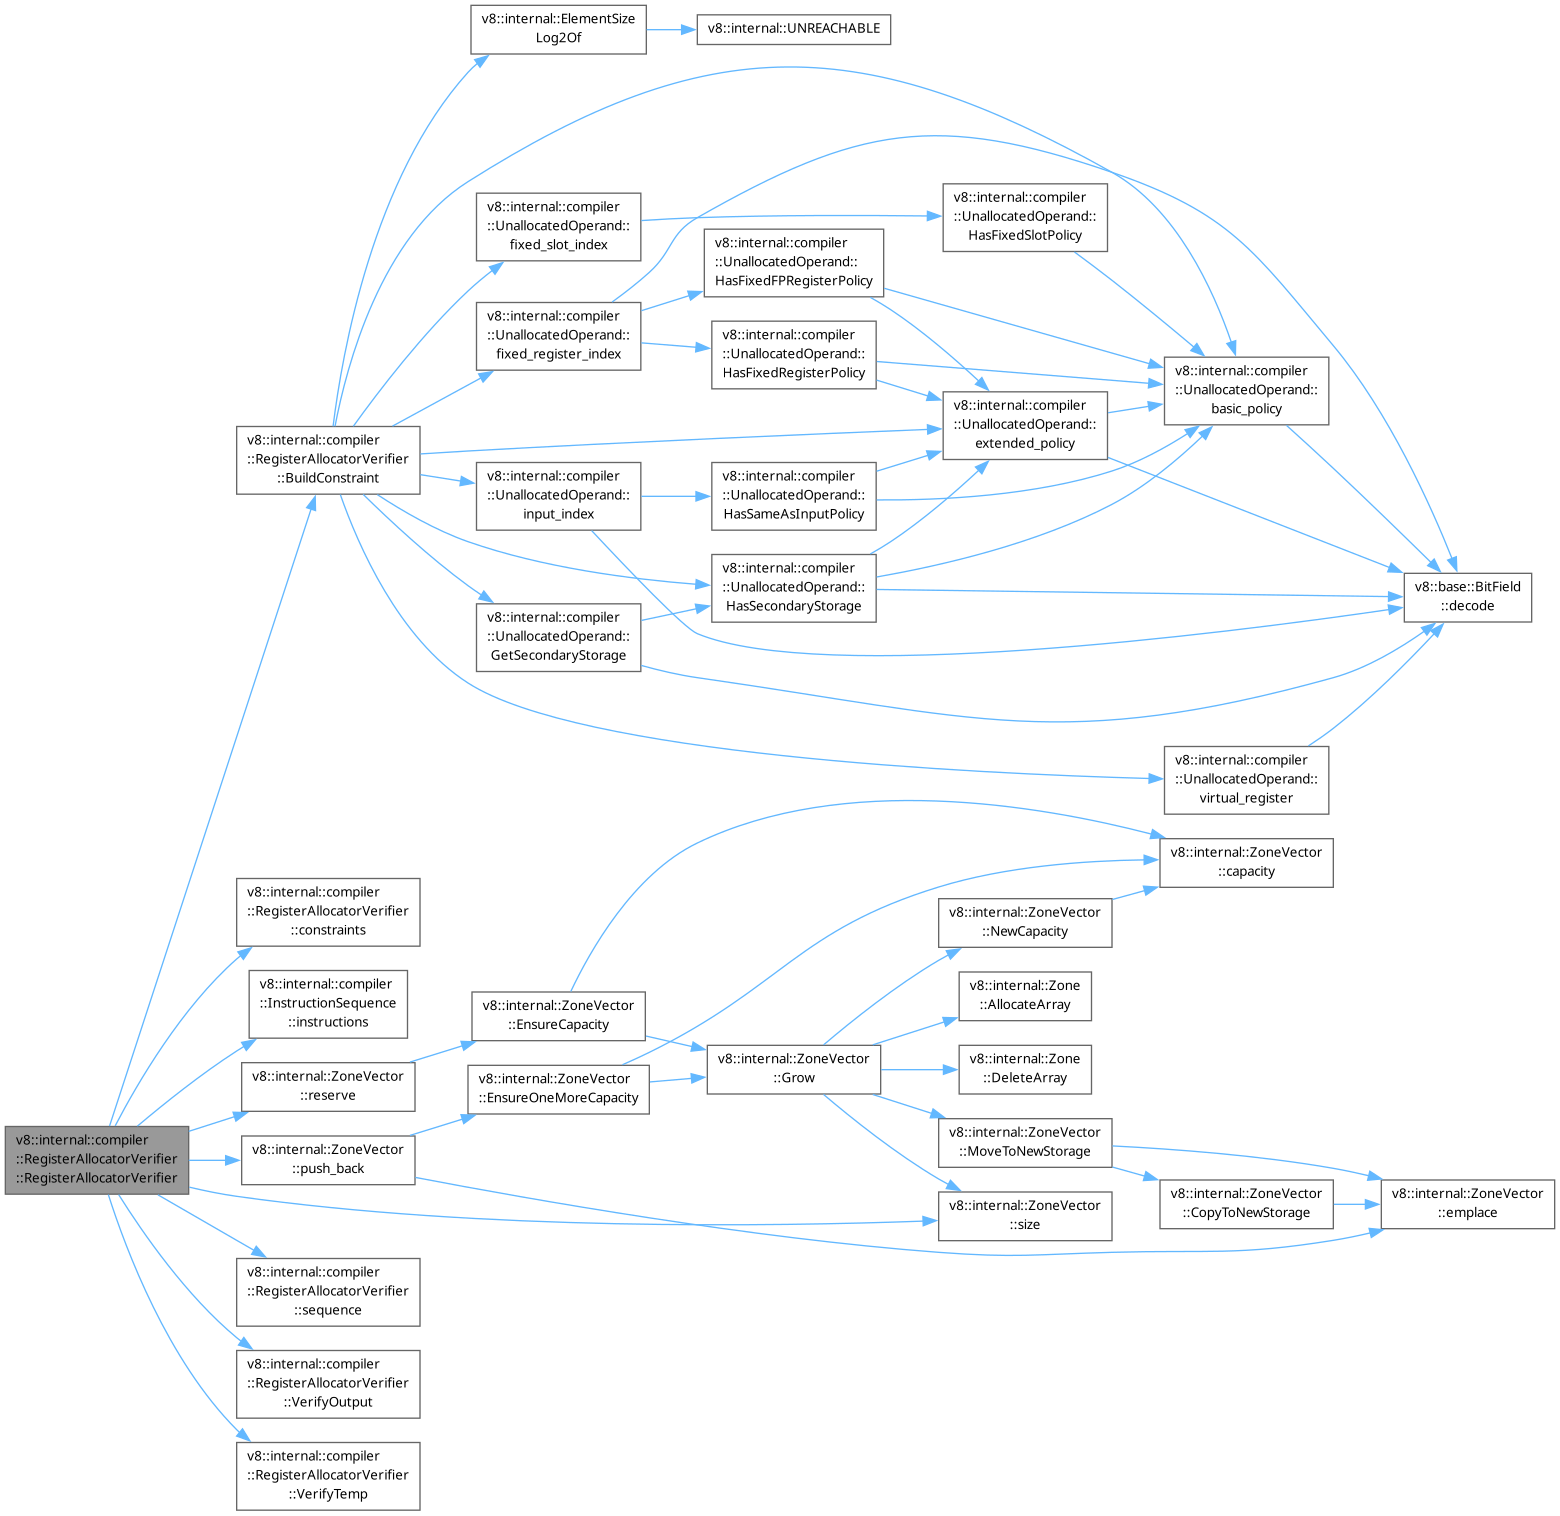 v8::internal::ElementSize
Log2Of
v8::internal::UNREACHABLE
v8::internal::compiler
::UnallocatedOperand::
fixed_slot_index
v8::internal::compiler
::UnallocatedOperand::
HasFixedSlotPolicy
v8::internal::compiler
::UnallocatedOperand::
HasFixedFPRegisterPolicy
v8::internal::compiler
::UnallocatedOperand::
fixed_register_index
v8::internal::compiler
::UnallocatedOperand::
HasFixedRegisterPolicy
v8::internal::compiler
::UnallocatedOperand::
basic_policy
v8::internal::compiler
::UnallocatedOperand::
extended_policy
v8::internal::compiler
::RegisterAllocatorVerifier
::BuildConstraint
v8::internal::compiler
::UnallocatedOperand::
input_index
v8::internal::compiler
::UnallocatedOperand::
HasSameAsInputPolicy
v8::internal::compiler
::UnallocatedOperand::
HasSecondaryStorage
v8::base::BitField
::decode
v8::internal::compiler
::UnallocatedOperand::
GetSecondaryStorage
v8::internal::compiler
::UnallocatedOperand::
virtual_register
v8::internal::ZoneVector
::capacity
v8::internal::compiler
::RegisterAllocatorVerifier
::constraints
v8::internal::ZoneVector
::NewCapacity
v8::internal::compiler
::InstructionSequence
::instructions
v8::internal::Zone
::AllocateArray
v8::internal::ZoneVector
::EnsureCapacity
v8::internal::ZoneVector
::Grow
v8::internal::Zone
::DeleteArray
v8::internal::ZoneVector
::reserve
v8::internal::ZoneVector
::EnsureOneMoreCapacity
v8::internal::ZoneVector
::MoveToNewStorage
v8::internal::compiler
::RegisterAllocatorVerifier
::RegisterAllocatorVerifier
v8::internal::ZoneVector
::push_back
v8::internal::ZoneVector
::CopyToNewStorage
v8::internal::ZoneVector
::emplace
v8::internal::ZoneVector
::size
v8::internal::compiler
::RegisterAllocatorVerifier
::sequence
v8::internal::compiler
::RegisterAllocatorVerifier
::VerifyOutput
v8::internal::compiler
::RegisterAllocatorVerifier
::VerifyTemp